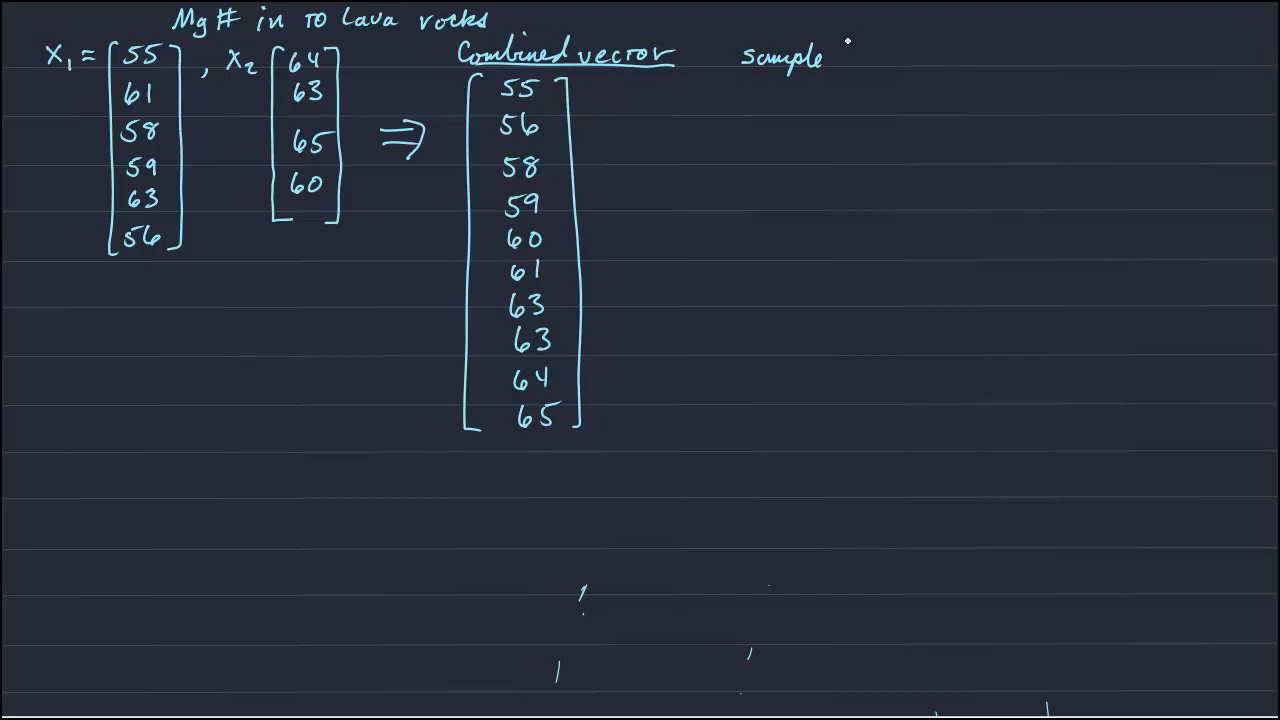 Mg # in 10 Lava rocks
X1 = [55 61 58 59 63 56] , X2 [64 63 65 60] ⇒
Combined vector
55
56
58
59
60
61
63
63
64
65
sample